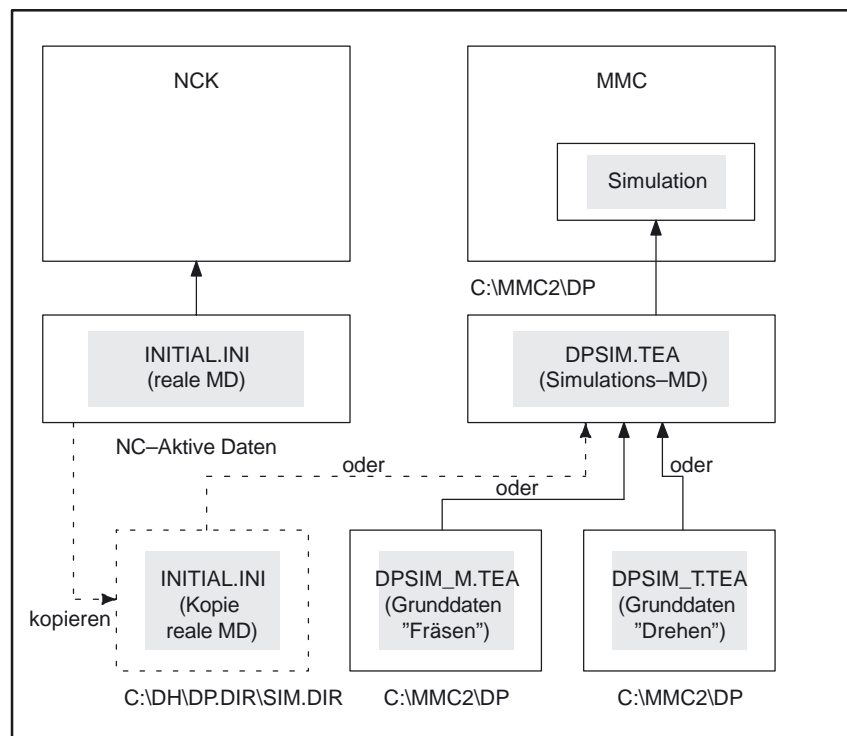 NCK
MMC
Simulation
C:\MMC2\DP
INITIAL.INI
(reale MD)
DPSIM.TEA
(Simulations–MD)
NC–Aktive Daten
oder
oder
oder
INITIAL.INI
(Kopie
reale MD)
DPSIM_M.TEA
(Grunddaten
”Fräsen”)
DPSIM_T.TEA
(Grunddaten
”Drehen”)
kopieren
C:\DH\DP.DIR\SIM.DIR
C:\MMC2\DP
C:\MMC2\DP